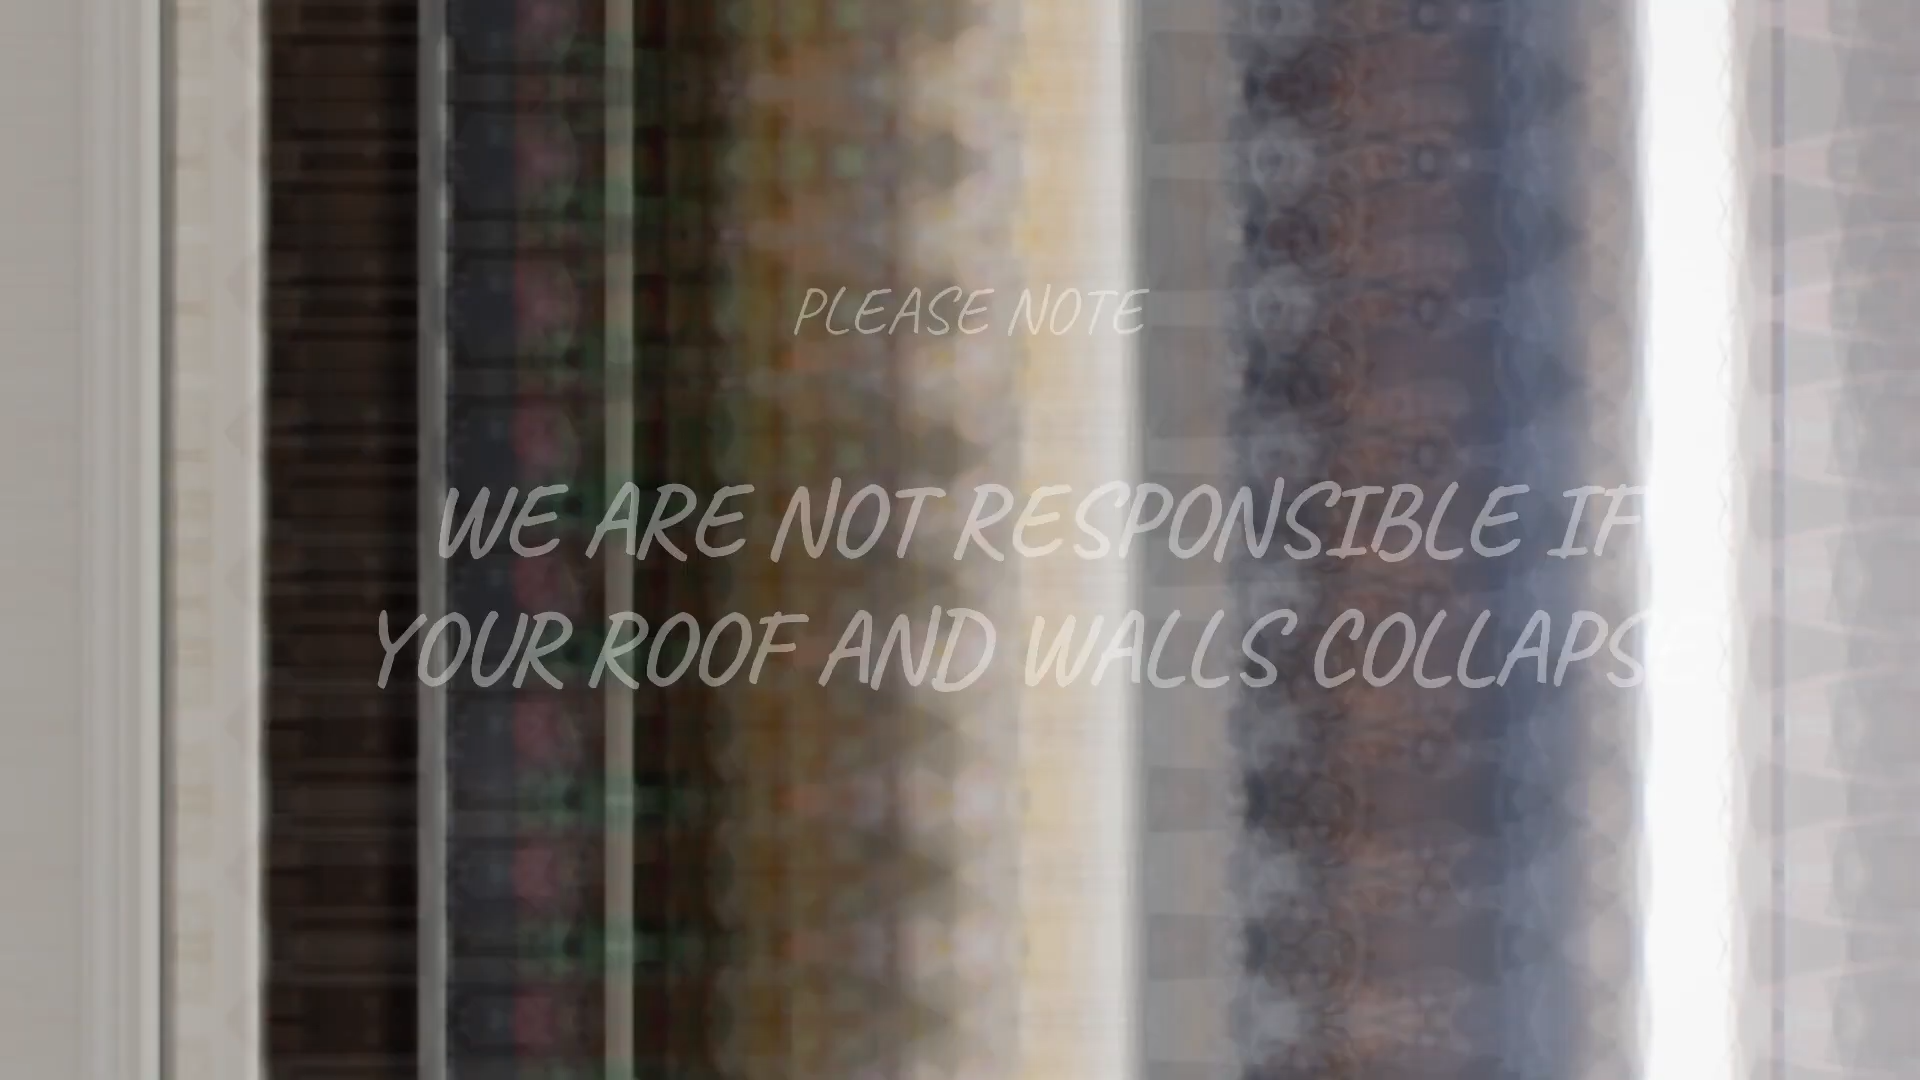 PLEASE NOTE
WE ARE NOT RESPONSIBLE IF
YOUR ROOF AND WALLS COLLAPSE